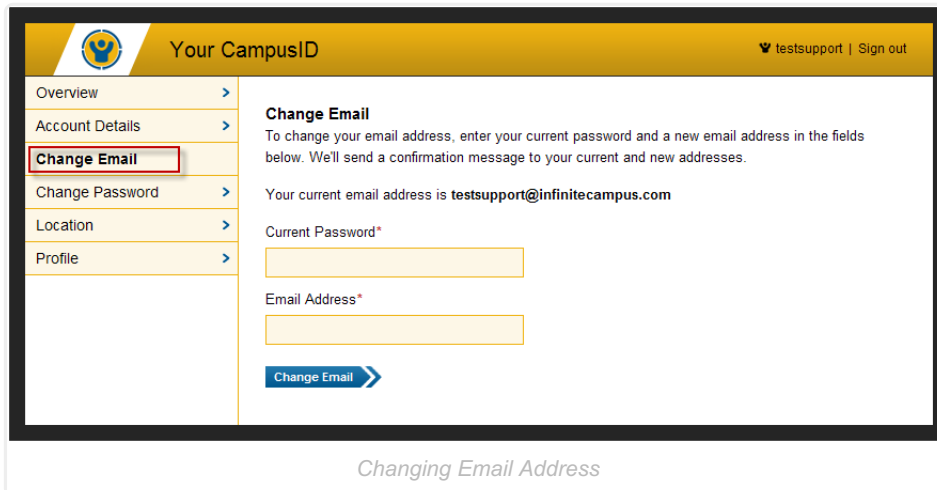 Your CampusID
testsupport | Sign out
Overview
Account Details
Change Email
Change Password
Location
Profile
Change Email
To change your email address, enter your current password and a new email address in the fields
below. We'll send a confirmation message to your current and new addresses.
Your current email address is testsupport@infinitecampus.com
Current Password*
Email Address*
Change Email
Changing Email Address